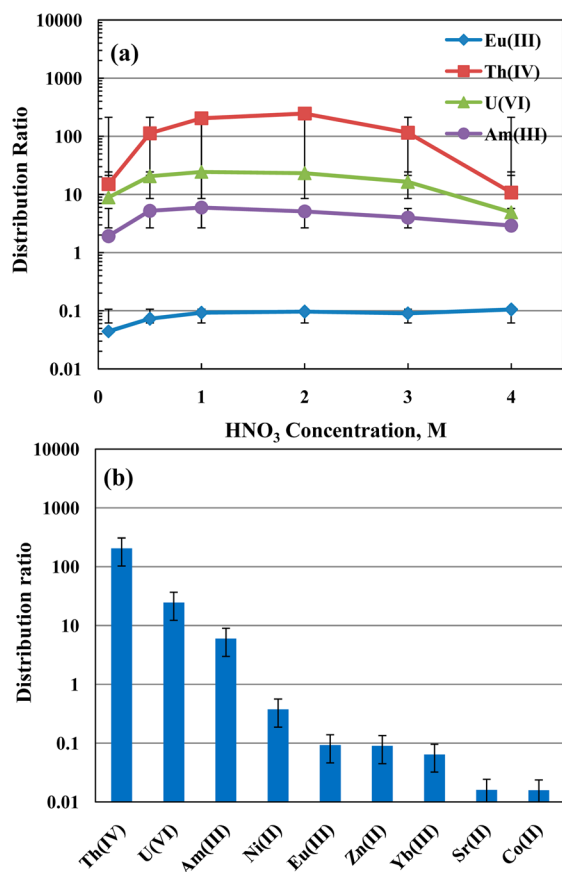 (a)
Eu(III)
Th(IV)
U(VI)
Am(III)
10000
1000
100
10
1
0.1
0.01
Distribution Ratio
0 1 2 3 4
HNO₃ Concentration, M
(b)
10000
1000
100
10
1
0.1
0.01
Distribution ratio
Th(IV) U(VI) Am(III) Ni(II) Eu(III) Zn(II) Yb(III) Sr(II) Co(II)